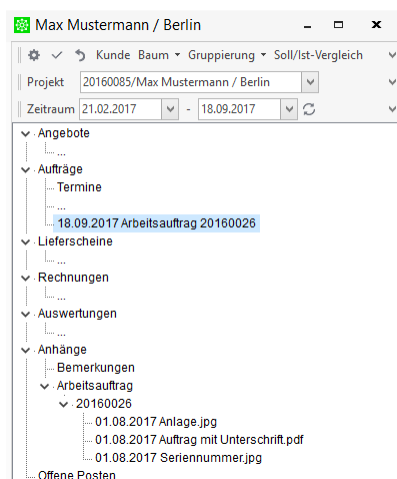 Max Mustermann / Berlin
Kunde Baum Gruppierung Soll/Ist-Vergleich
Projekt 20160085/Max Mustermann / Berlin
Zeitraum 21.02.2017 - 18.09.2017
Angebote
...
Aufträge
Termine
...
18.09.2017 Arbeitsauftrag 20160026
Lieferscheine
...
Rechnungen
...
Auswertungen
...
Anhänge
Bemerkungen
Arbeitsauftrag
20160026
01.08.2017 Anlage.jpg
01.08.2017 Auftrag mit Unterschrift.pdf
01.08.2017 Seriennummer.jpg
Offene Posten